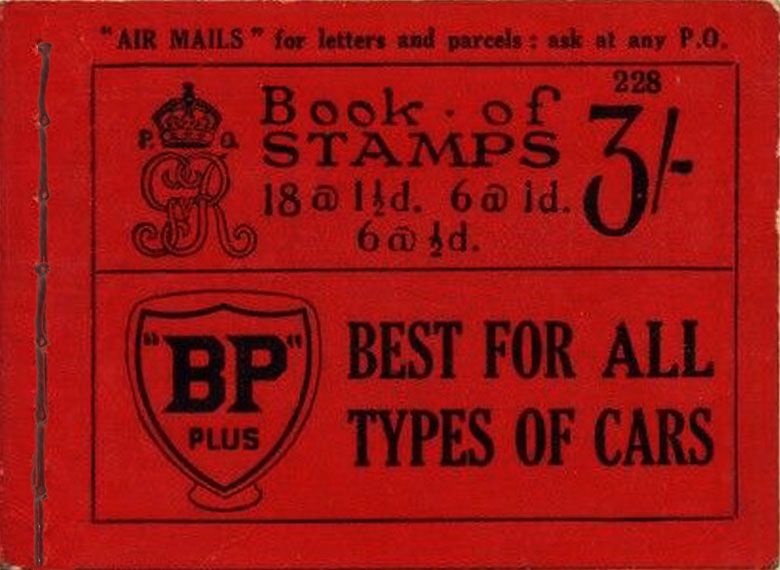 "AIR MAILS" for letters and parcels : ask at any P.O.
228
P. O.
GR
Book · of
STAMPS
3/-
18 @ 1½d. 6 @ 1d.
6 @ ½d.
"BP"
PLUS
BEST FOR ALL
TYPES OF CARS